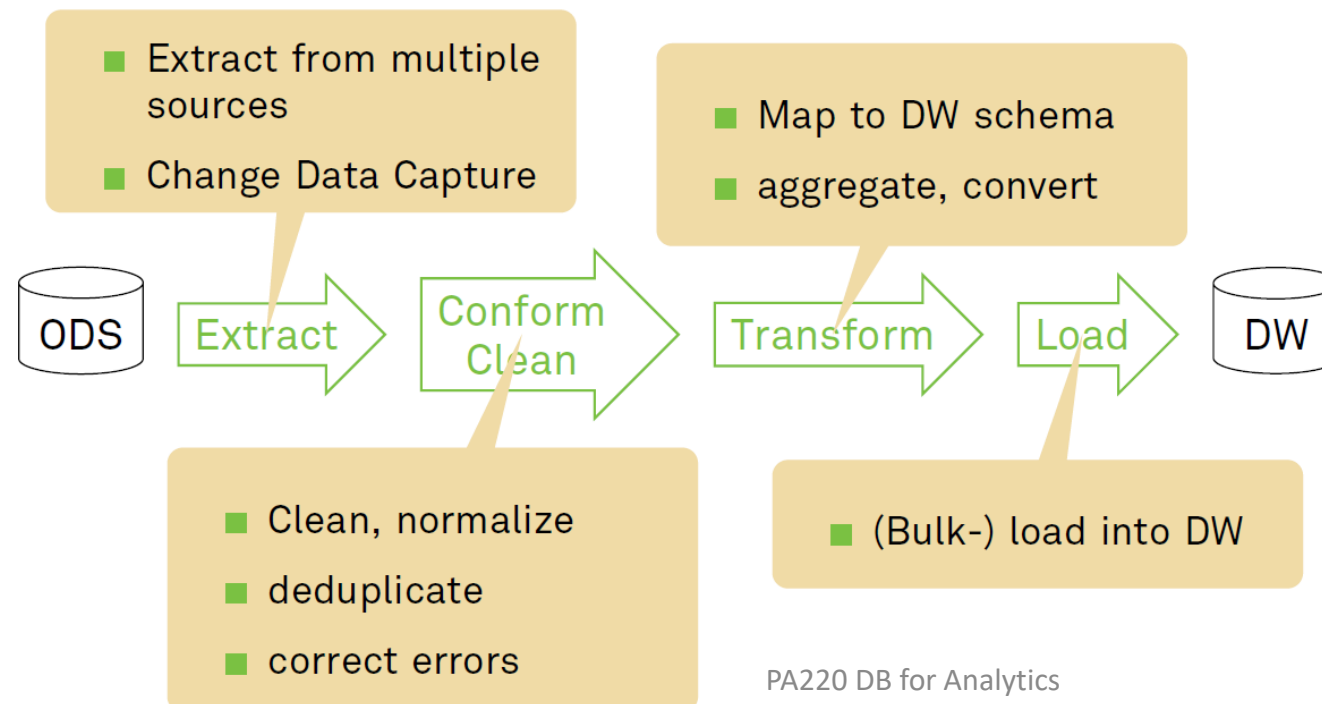 Extract from multiple
sources
Change Data Capture
Map to DW schema
aggregate, convert
ODS
Extract
Conform
Clean
Transform
Load
DW
Clean, normalize
deduplicate
correct errors
(Bulk-) load into DW
PA220 DB for Analytics